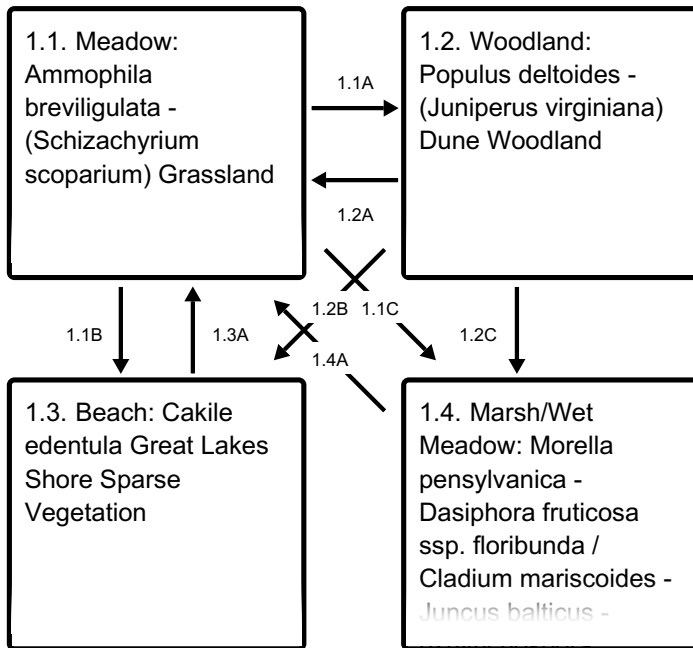 1.1. Meadow:
Ammophila
breviligulata -
(Schizachyrium
scoparium) Grassland
1.1A
1.2. Woodland:
Populus deltoides -
(Juniperus virginiana)
Dune Woodland
1.2A
1.1B
1.3A
1.2B
1.1C
1.4A
1.2C
1.3. Beach: Cakile
edentula Great Lakes
Shore Sparse
Vegetation
1.4. Marsh/Wet
Meadow: Morella
pensylvanica -
Dasiphora fruticosa
ssp. floribunda /
Cladium mariscoides -
Juncus balticus -